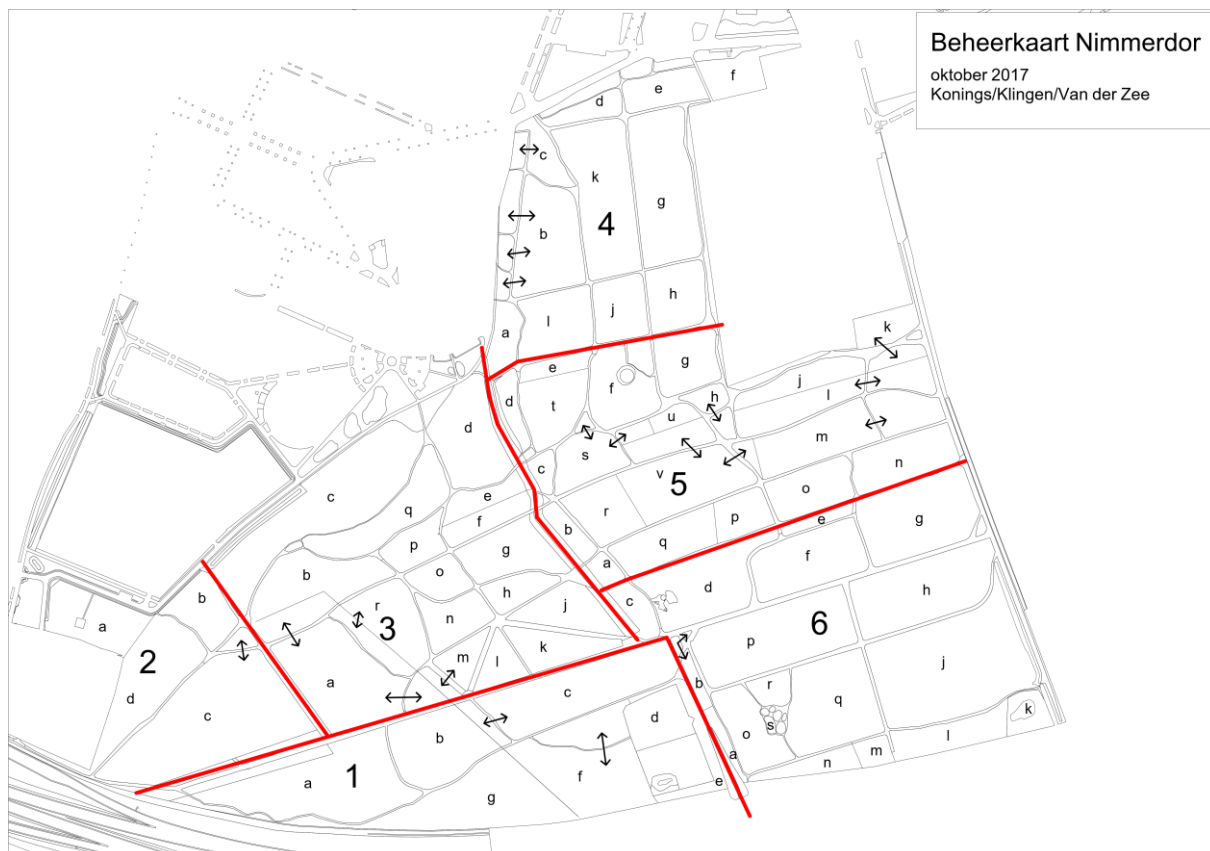 Beheerkaart Nimmerdor
oktober 2017
Konings/Klingen/Van der Zee
f
e
d
c
k
g
4
b
h
j
l
a
k
e
g
d
f
j
h
l
t
d
u
m
s
c
v
5
n
c
e
r
o
q
f
b
p
q
e
g
p
g
a
f
b
o
d
h
b
r
h
c
j
n
3
6
a
p
m
k
l
2
j
a
b
c
r
d
q
d
k
c
s
o
b
l
m
a
n
1
f
a
e
g